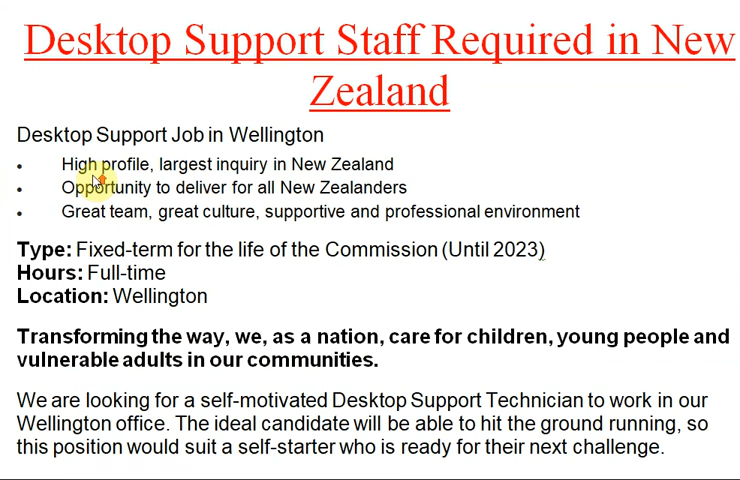 Desktop Support Staff Required in New
Zealand
Desktop Support Job in Wellington
• High profile, largest inquiry in New Zealand
• Opportunity to deliver for all New Zealanders
• Great team, great culture, supportive and professional environment
Type: Fixed-term for the life of the Commission (Until 2023)
Hours: Full-time
Location: Wellington
Transforming the way, we, as a nation, care for children, young people and
vulnerable adults in our communities.
We are looking for a self-motivated Desktop Support Technician to work in our
Wellington office. The ideal candidate will be able to hit the ground running, so
this position would suit a self-starter who is ready for their next challenge.